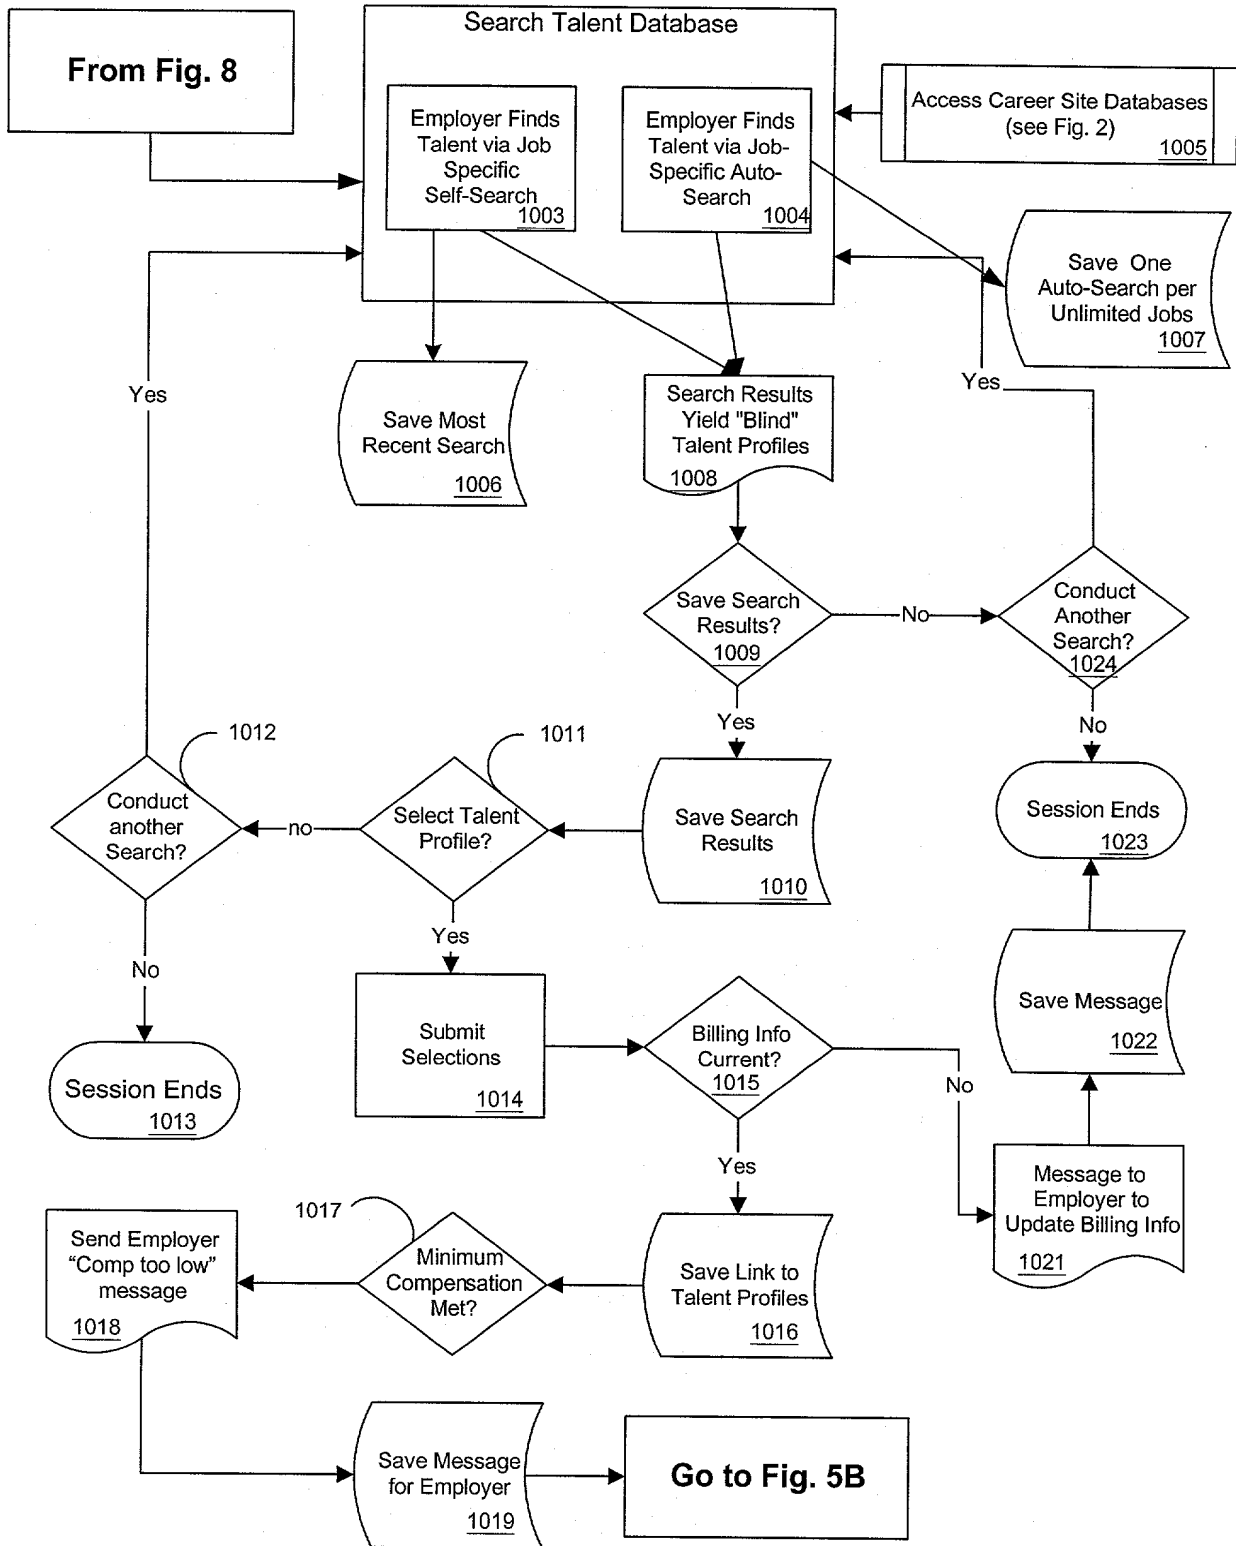 From Fig. 8
Search Talent Database
Employer Finds
Talent via Job
Specific
Self-Search
1003
Employer Finds
Talent via Job-
Specific Auto-
Search
1004
Access Career Site Databases
(see Fig. 2)
1005
Save One
Auto-Search per
Unlimited Jobs
1007
Yes
Save Most
Recent Search
1006
Search Results
Yield "Blind"
Talent Profiles
1008
Yes
Save Search
Results?
1009
No
Conduct
Another
Search?
1024
Yes
No
1012
1011
Conduct
another
Search?
no
Select Talent
Profile?
Save Search
Results
1010
Session Ends
1023
Yes
No
Submit
Selections
1014
Billing Info
Current?
1015
No
Save Message
1022
Session Ends
1013
Yes
Message to
Employer to
Update Billing Info
1021
1017
Send Employer
“Comp too low”
message
1018
Minimum
Compensation
Met?
Save Link to
Talent Profiles
1016
Save Message
for Employer
1019
Go to Fig. 5B